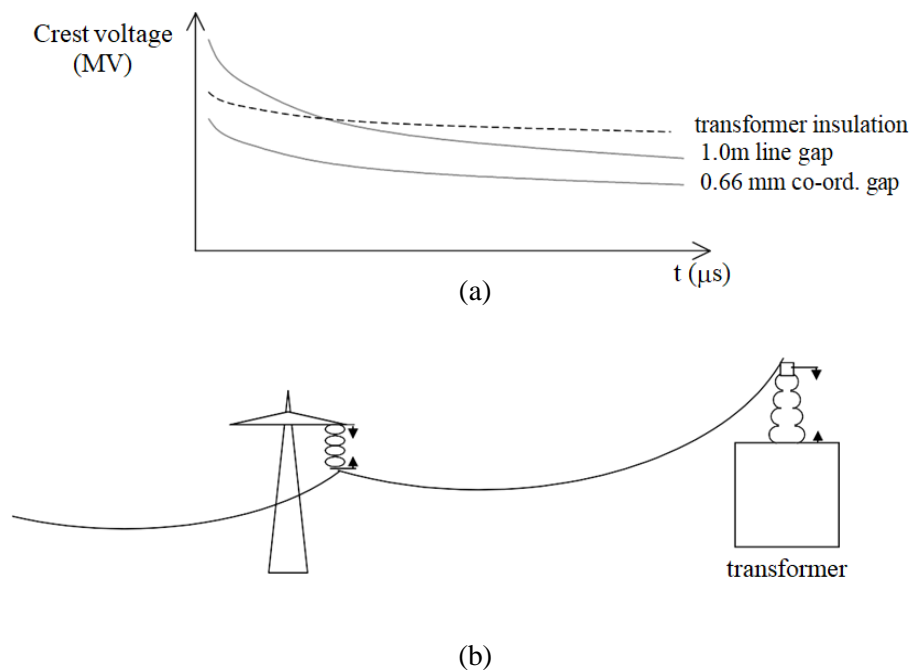 Crest voltage
(MV)
transformer insulation
1.0m line gap
0.66 mm co-ord. gap
t (μs)
(a)
transformer
(b)